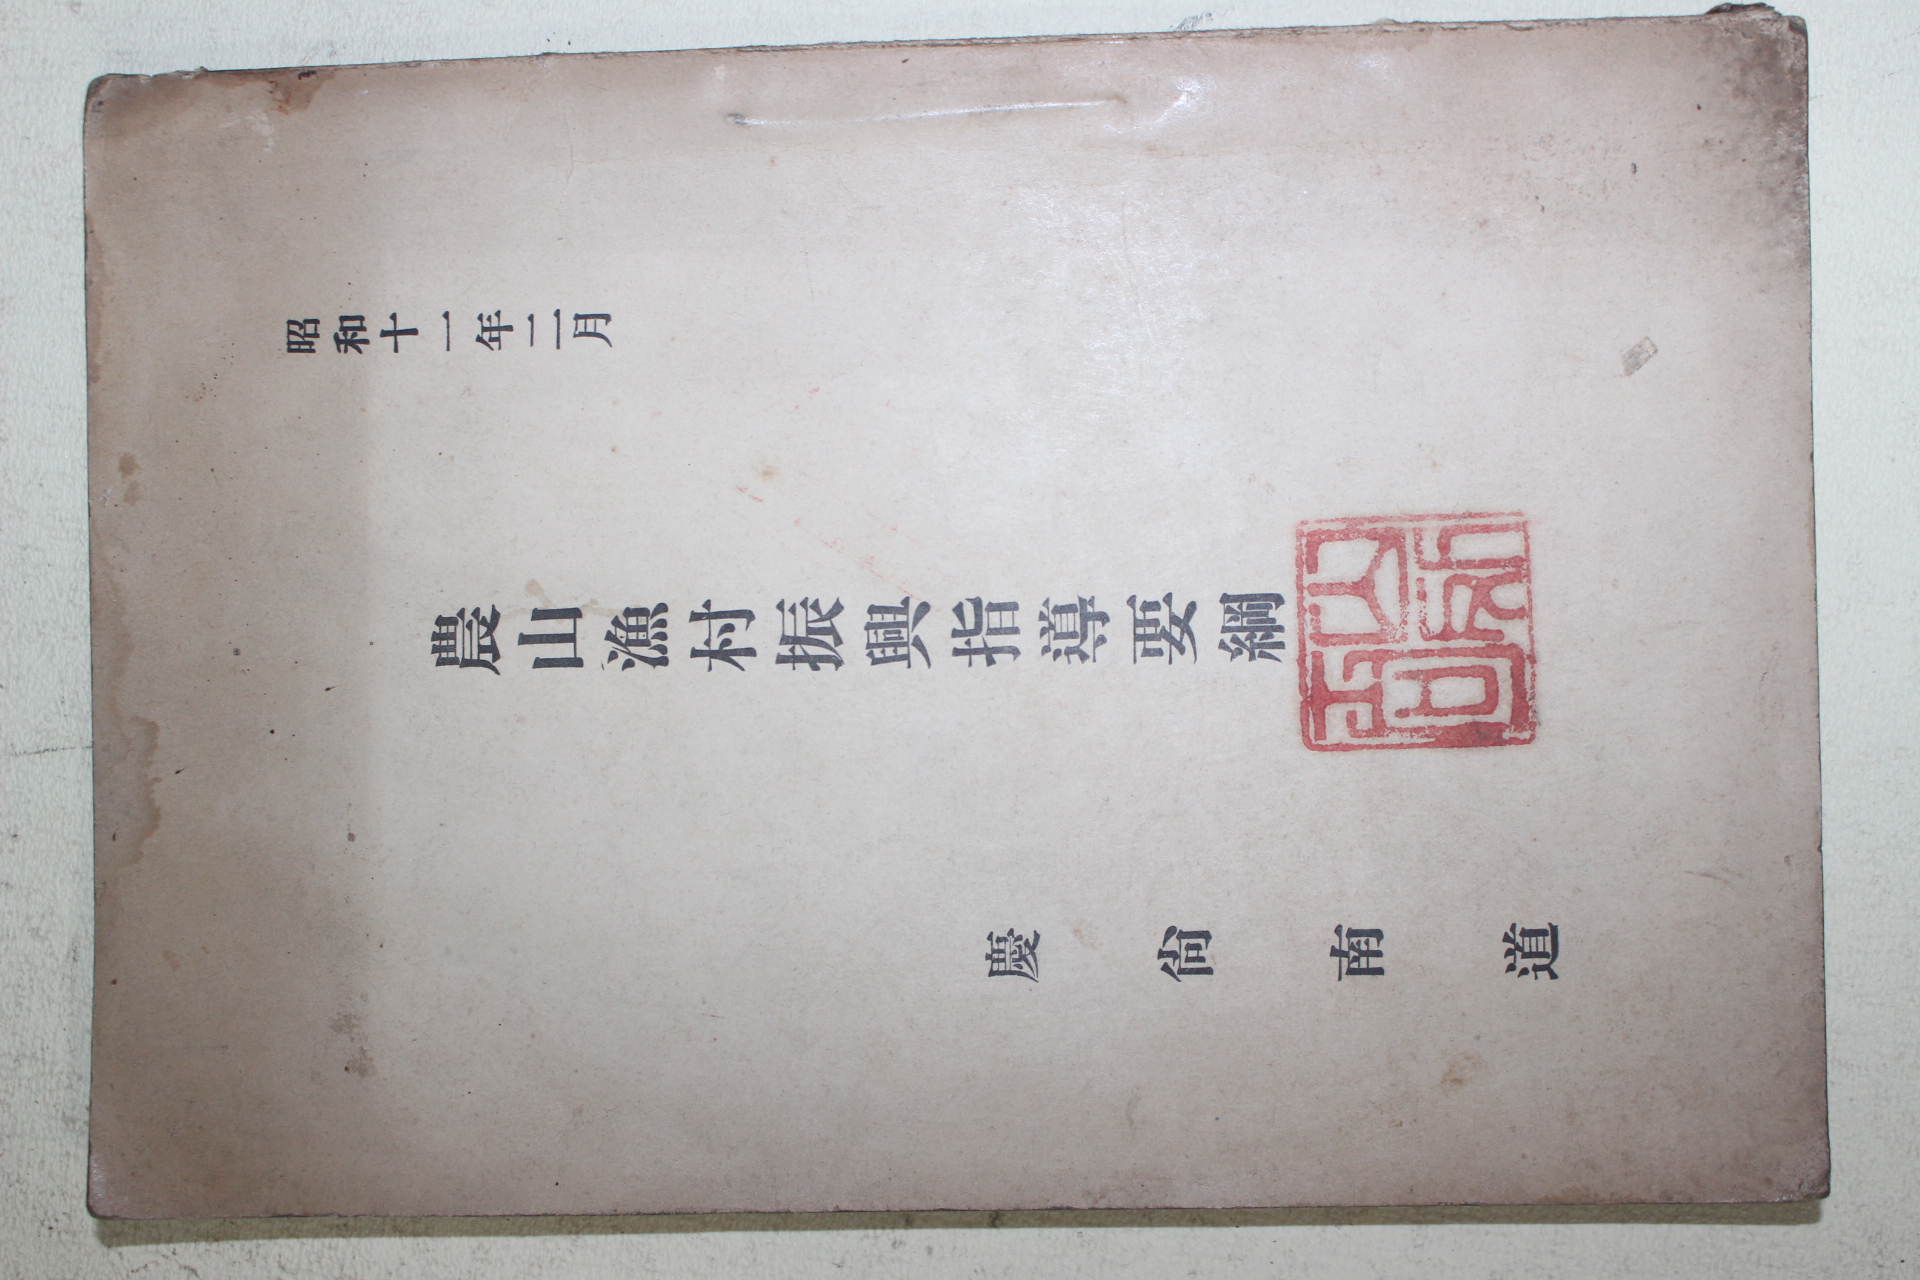 昭和十一年二月
農山漁村振興指導要綱
慶尙南道